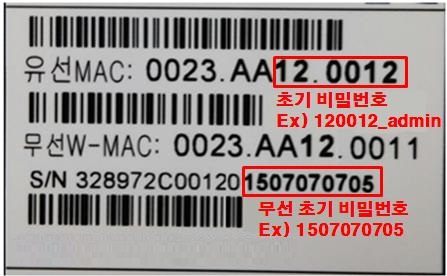 유선MAC: 0023.AA12.0012
초기 비밀번호
Ex) 120012_admin
무선W-MAC: 0023.AA12.0011
S/N 328972C001201507070705
무선 초기 비밀번호
Ex) 1507070705